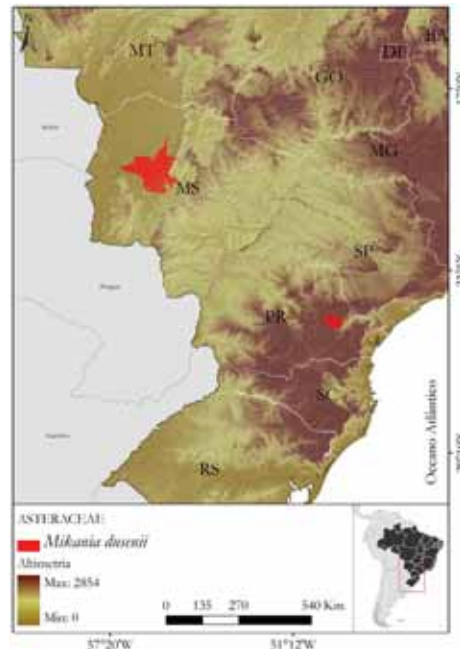 MT
GO
DF
BA
MG
MS
SP
PR
SC
RS
Oceano Atlântico
ASTERACEAE
Mikania dusenii
Altimetria
Max: 2854
Min: 0
0 135 270 540 Km
57°20'W 51°12'W